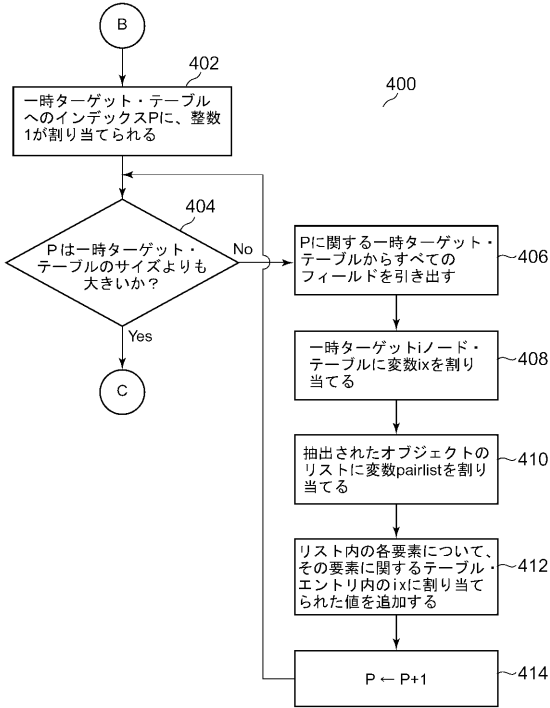 B
402
一時ターゲット・テーブル
へのインデックスPに、整数
1が割り当てられる
400
404
Pは一時ターゲット・
テーブルのサイズよりも
大きいか？
No
Yes
C
Pに関する一時ターゲット・
テーブルからすべての
フィールドを引き出す
406
一時ターゲットiノード・
テーブルに変数ixを割り
当てる
408
抽出されたオブジェクトの
リストに変数pairlistを割り
当てる
410
リスト内の各要素について、
その要素に関するテーブル・
エントリ内のixに割り当て
られた値を追加する
412
P ← P+1
414